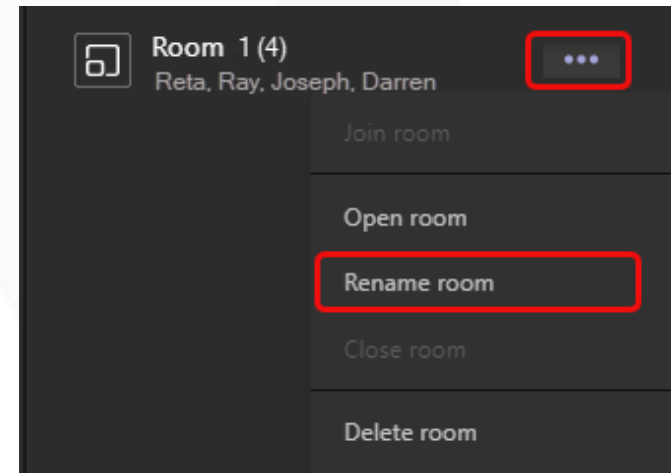 Room 1 (4)
Reta, Ray, Joseph, Darren
Join room
Open room
Rename room
Close room
Delete room